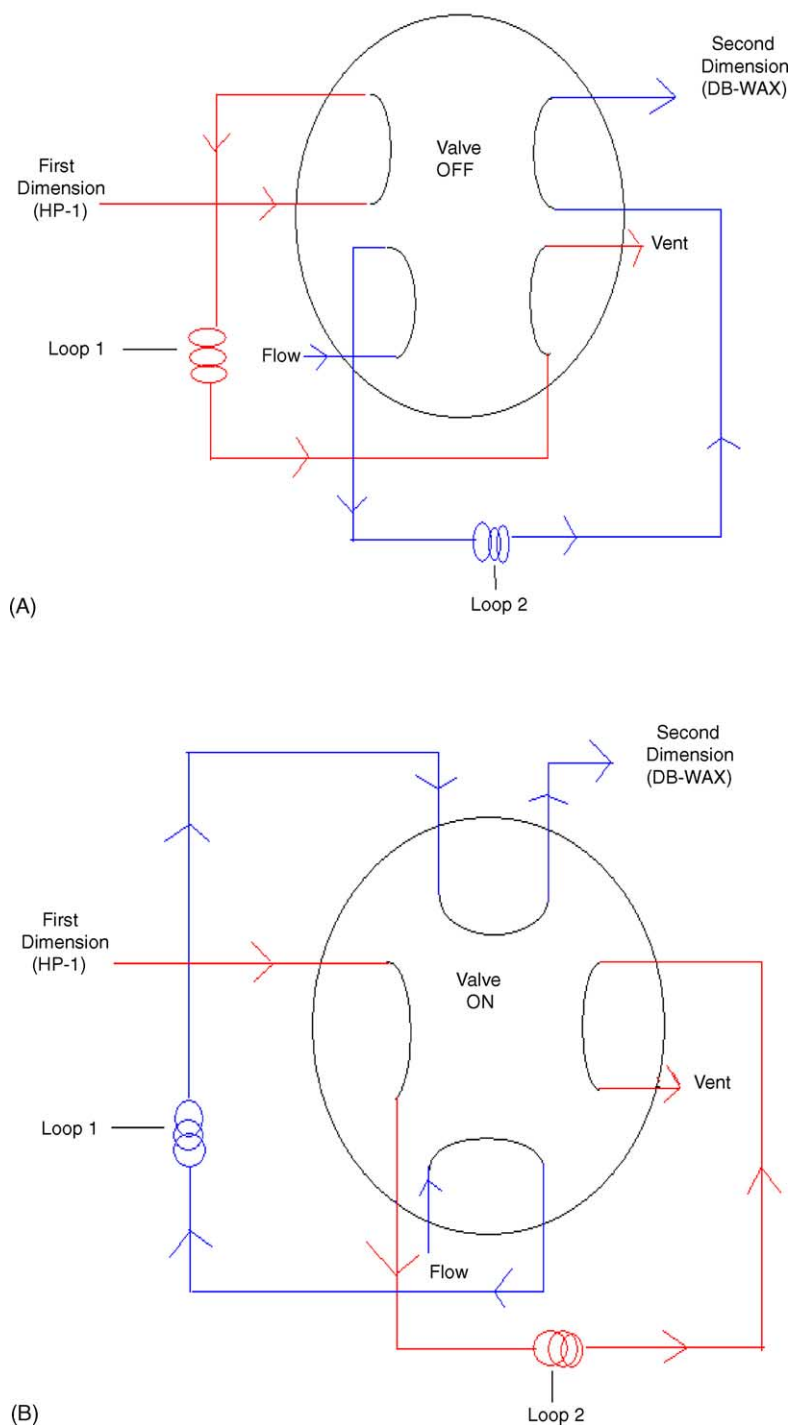 Second
Dimension
(DB-WAX)
Valve
OFF
First
Dimension
(HP-1)
Vent
Loop 1
Flow
Loop 2
(A)
Second
Dimension
(DB-WAX)
First
Dimension
(HP-1)
Valve
ON
Vent
Loop 1
Flow
Loop 2
(B)